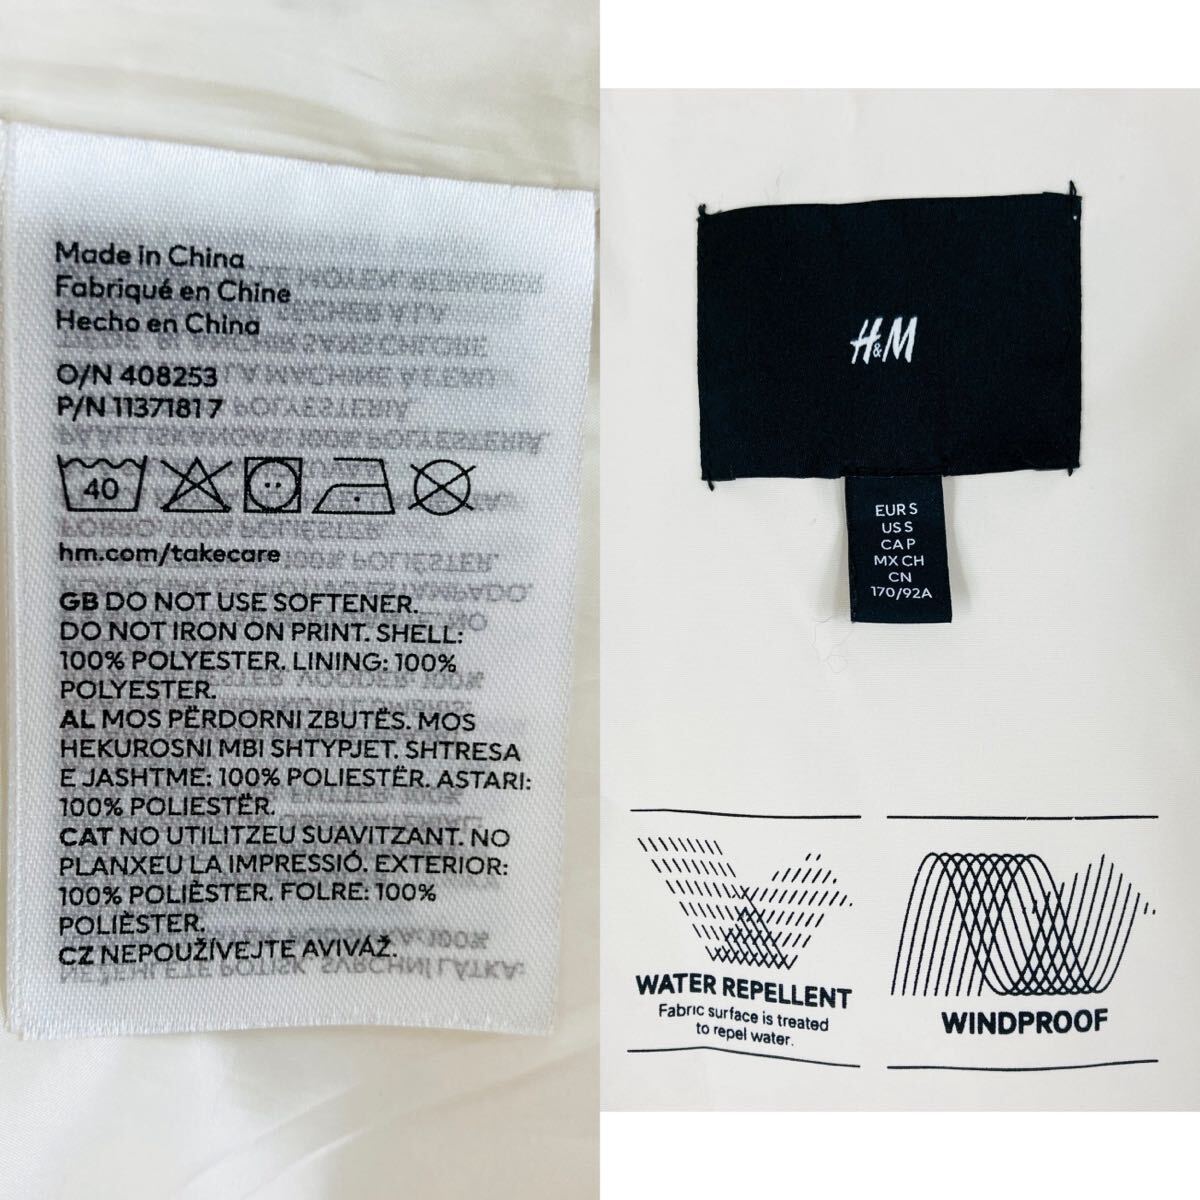 Made in China
Fabriqué en Chine
Hecho en China
O/N 408253
P/N 1137181 7
40
hm.com/takecare
GB DO NOT USE SOFTENER.
DO NOT IRON ON PRINT. SHELL:
100% POLYESTER. LINING: 100%
POLYESTER.
AL MOS PËRDORNI ZBUTËS. MOS
HEKUROSNI MBI SHTYPJET. SHTRESA
E JASHTME: 100% POLIESTËR. ASTARI:
100% POLIESTËR.
CAT NO UTILITZEU SUAVITZANT. NO
PLANXEU LA IMPRESSIÓ. EXTERIOR:
100% POLIÈSTER. FOLRE: 100%
POLIÈSTER.
CZ NEPOUŽÍVEJTE AVIVÁŽ.
H&M
EUR S
US S
CA P
MX CH
CN
170/92A
WATER REPELLENT
Fabric surface is treated
to repel water.
WINDPROOF